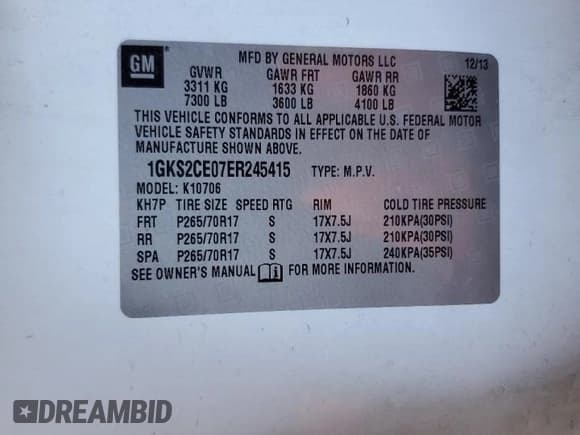 GM ®
MFD BY GENERAL MOTORS LLC 12/13
GVWR GAWR FRT GAWR RR
3311 KG 1633 KG 1860 KG
7300 LB 3600 LB 4100 LB
THIS VEHICLE CONFORMS TO ALL APPLICABLE U.S. FEDERAL MOTOR
VEHICLE SAFETY STANDARDS IN EFFECT ON THE DATE OF
MANUFACTURE SHOWN ABOVE.
1GKS2CE07ER245415 TYPE: M.P.V.
MODEL: K10706
KH7P TIRE SIZE SPEED RTG RIM COLD TIRE PRESSURE
FRT P265/70R17 S 17X7.5J 210KPA(30PSI)
RR P265/70R17 S 17X7.5J 210KPA(30PSI)
SPA P265/70R17 S 17X7.5J 240KPA(35PSI)
SEE OWNER'S MANUAL FOR MORE INFORMATION.
DREAMBID